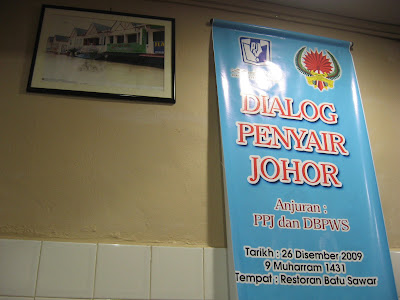 DIALOG
PENYAIR
JOHOR
Anjuran :
PPJ dan DBPWS
Tarikh : 26 Disember 2009
9 Muharram 1431
Tempat : Restoran Batu Sawar